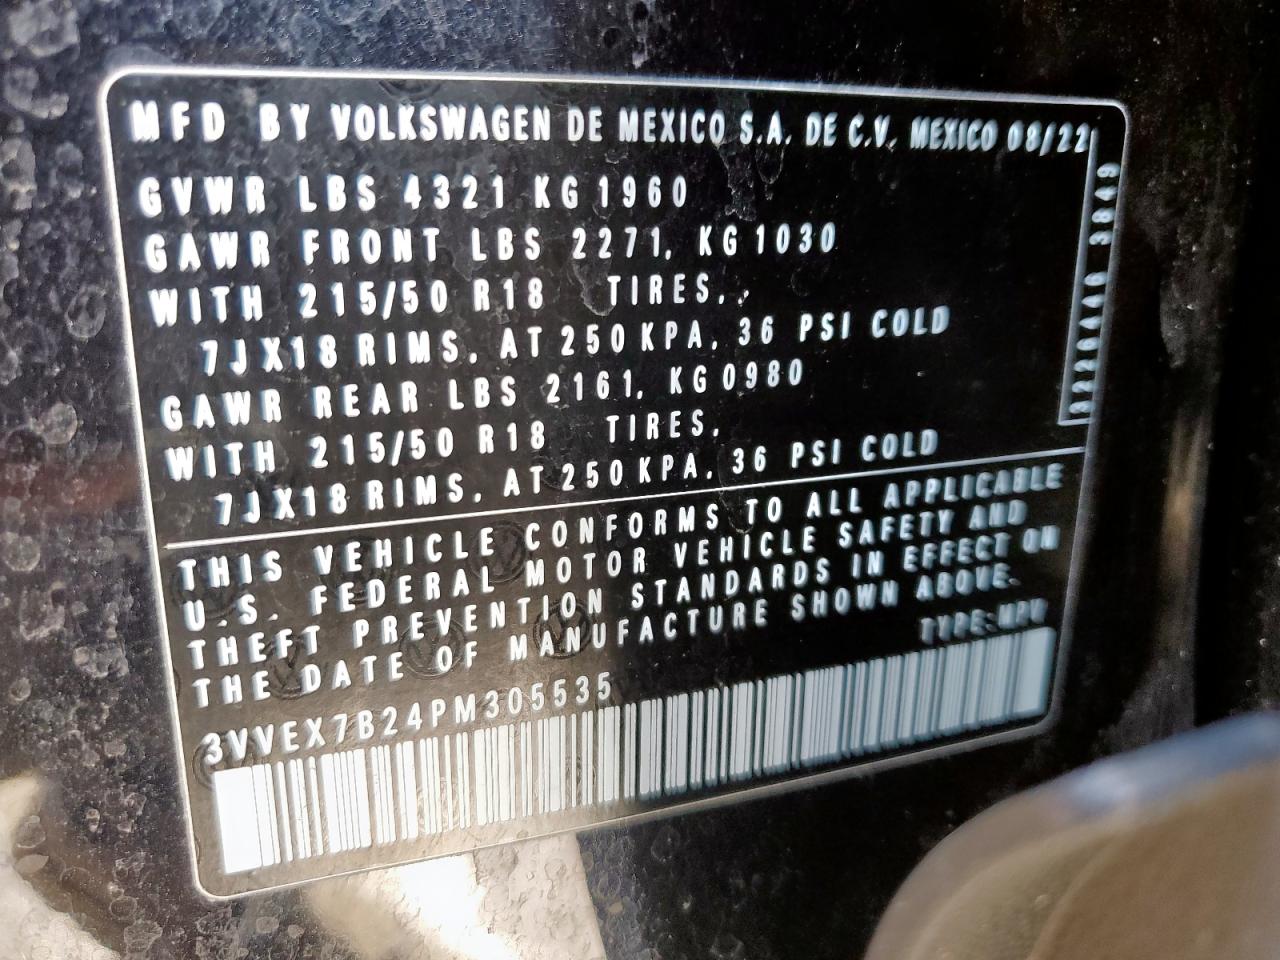 MFD BY VOLKSWAGEN DE MEXICO S.A. DE C.V. MEXICO 08/22
GVWR LBS 4321 KG 1960
GAWR FRONT LBS 2271, KG 1030
WITH 215/50 R18 TIRES,
7JX18 RIMS, AT 250 KPA, 36 PSI COLD
GAWR REAR LBS 2161, KG 0980
WITH 215/50 R18 TIRES,
7JX18 RIMS, AT 250 KPA, 36 PSI COLD
THIS VEHICLE CONFORMS TO ALL APPLICABLE
U.S. FEDERAL MOTOR VEHICLE SAFETY AND
THEFT PREVENTION STANDARDS IN EFFECT ON
THE DATE OF MANUFACTURE SHOWN ABOVE.
TYPE:MPV
3VVEX7B24PM305535